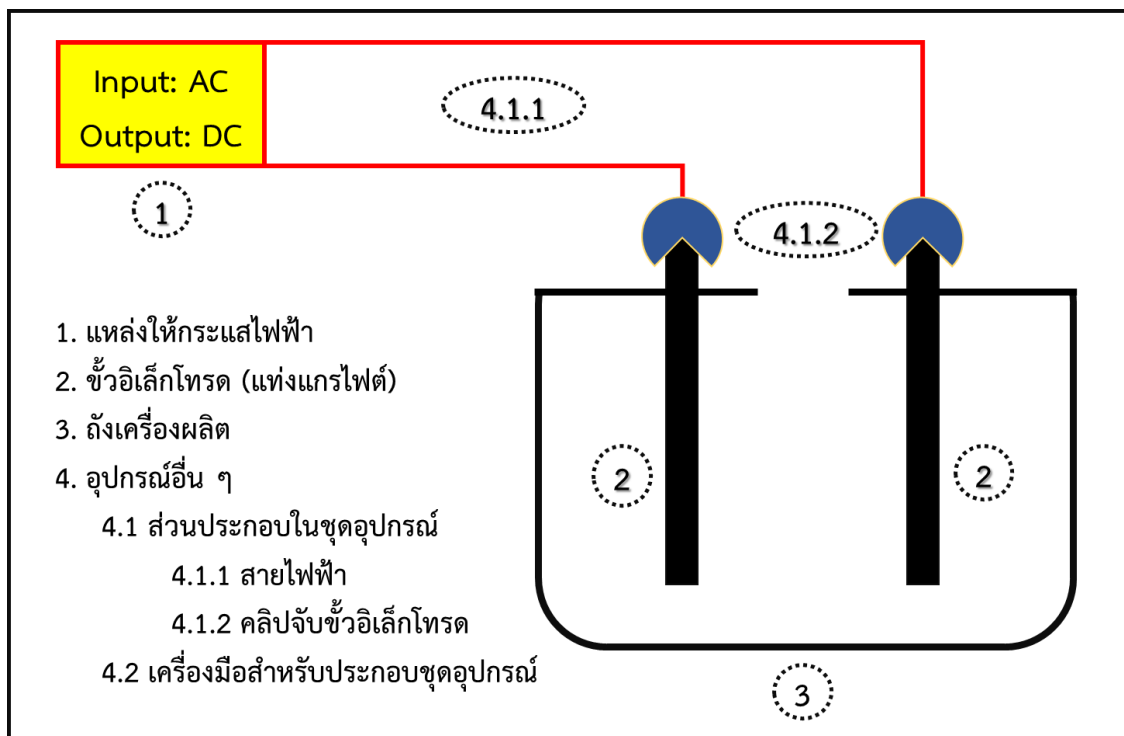 Input: AC
Output: DC
4.1.1
1
4.1.2
1. แหล่งให้กระแสไฟฟ้า
2. ขั้วอิเล็กโทรด (แท่งแกรไฟต์)
3. ถังเครื่องผลิต
4. อุปกรณ์อื่น ๆ
4.1 ส่วนประกอบในชุดอุปกรณ์
4.1.1 สายไฟฟ้า
4.1.2 คลิปจับขั้วอิเล็กโทรด
4.2 เครื่องมือสำหรับประกอบชุดอุปกรณ์
2
2
3